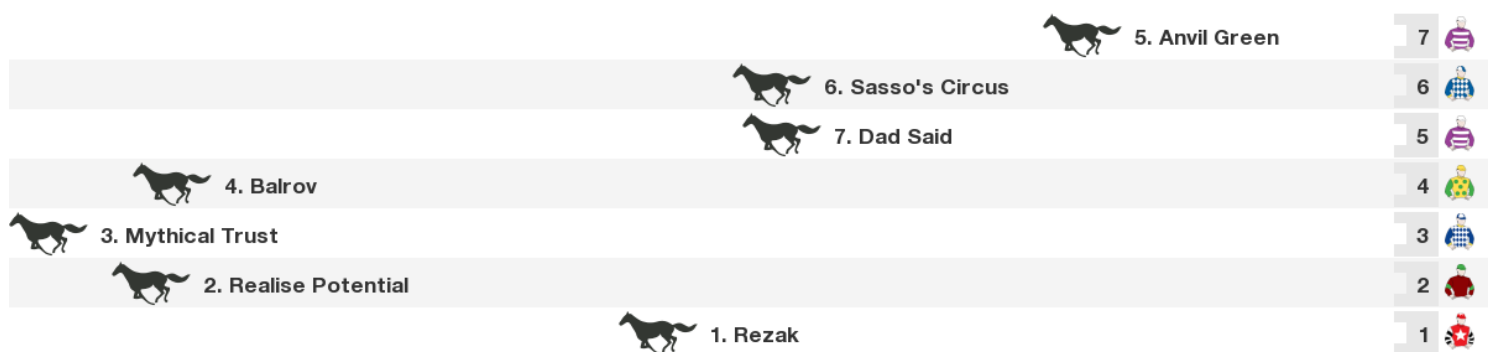 5. Anvil Green 7
6. Sasso's Circus 6
7. Dad Said 5
4. Balrov 4
3. Mythical Trust 3
2. Realise Potential 2
1. Rezak 1